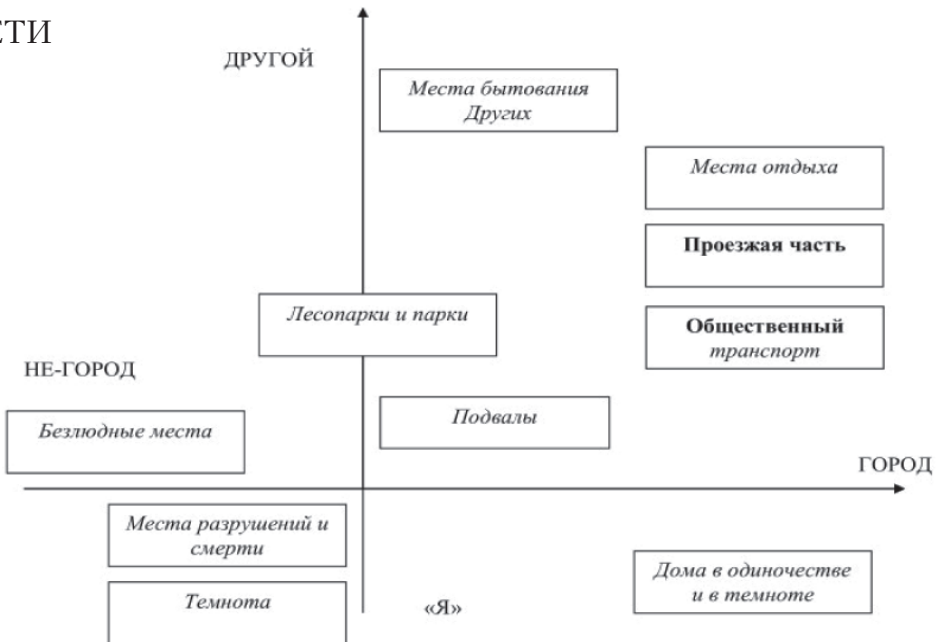 ДРУГОЙ
Места бытования
Других
Места отдыха
Проезжая часть
Лесопарки и парки
Общественный
транспорт
НЕ-ГОРОД
Безлюдные места
Подвалы
ГОРОД
Места разрушений и
смерти
Дома в одиночестве
и в темноте
Темнота
«Я»